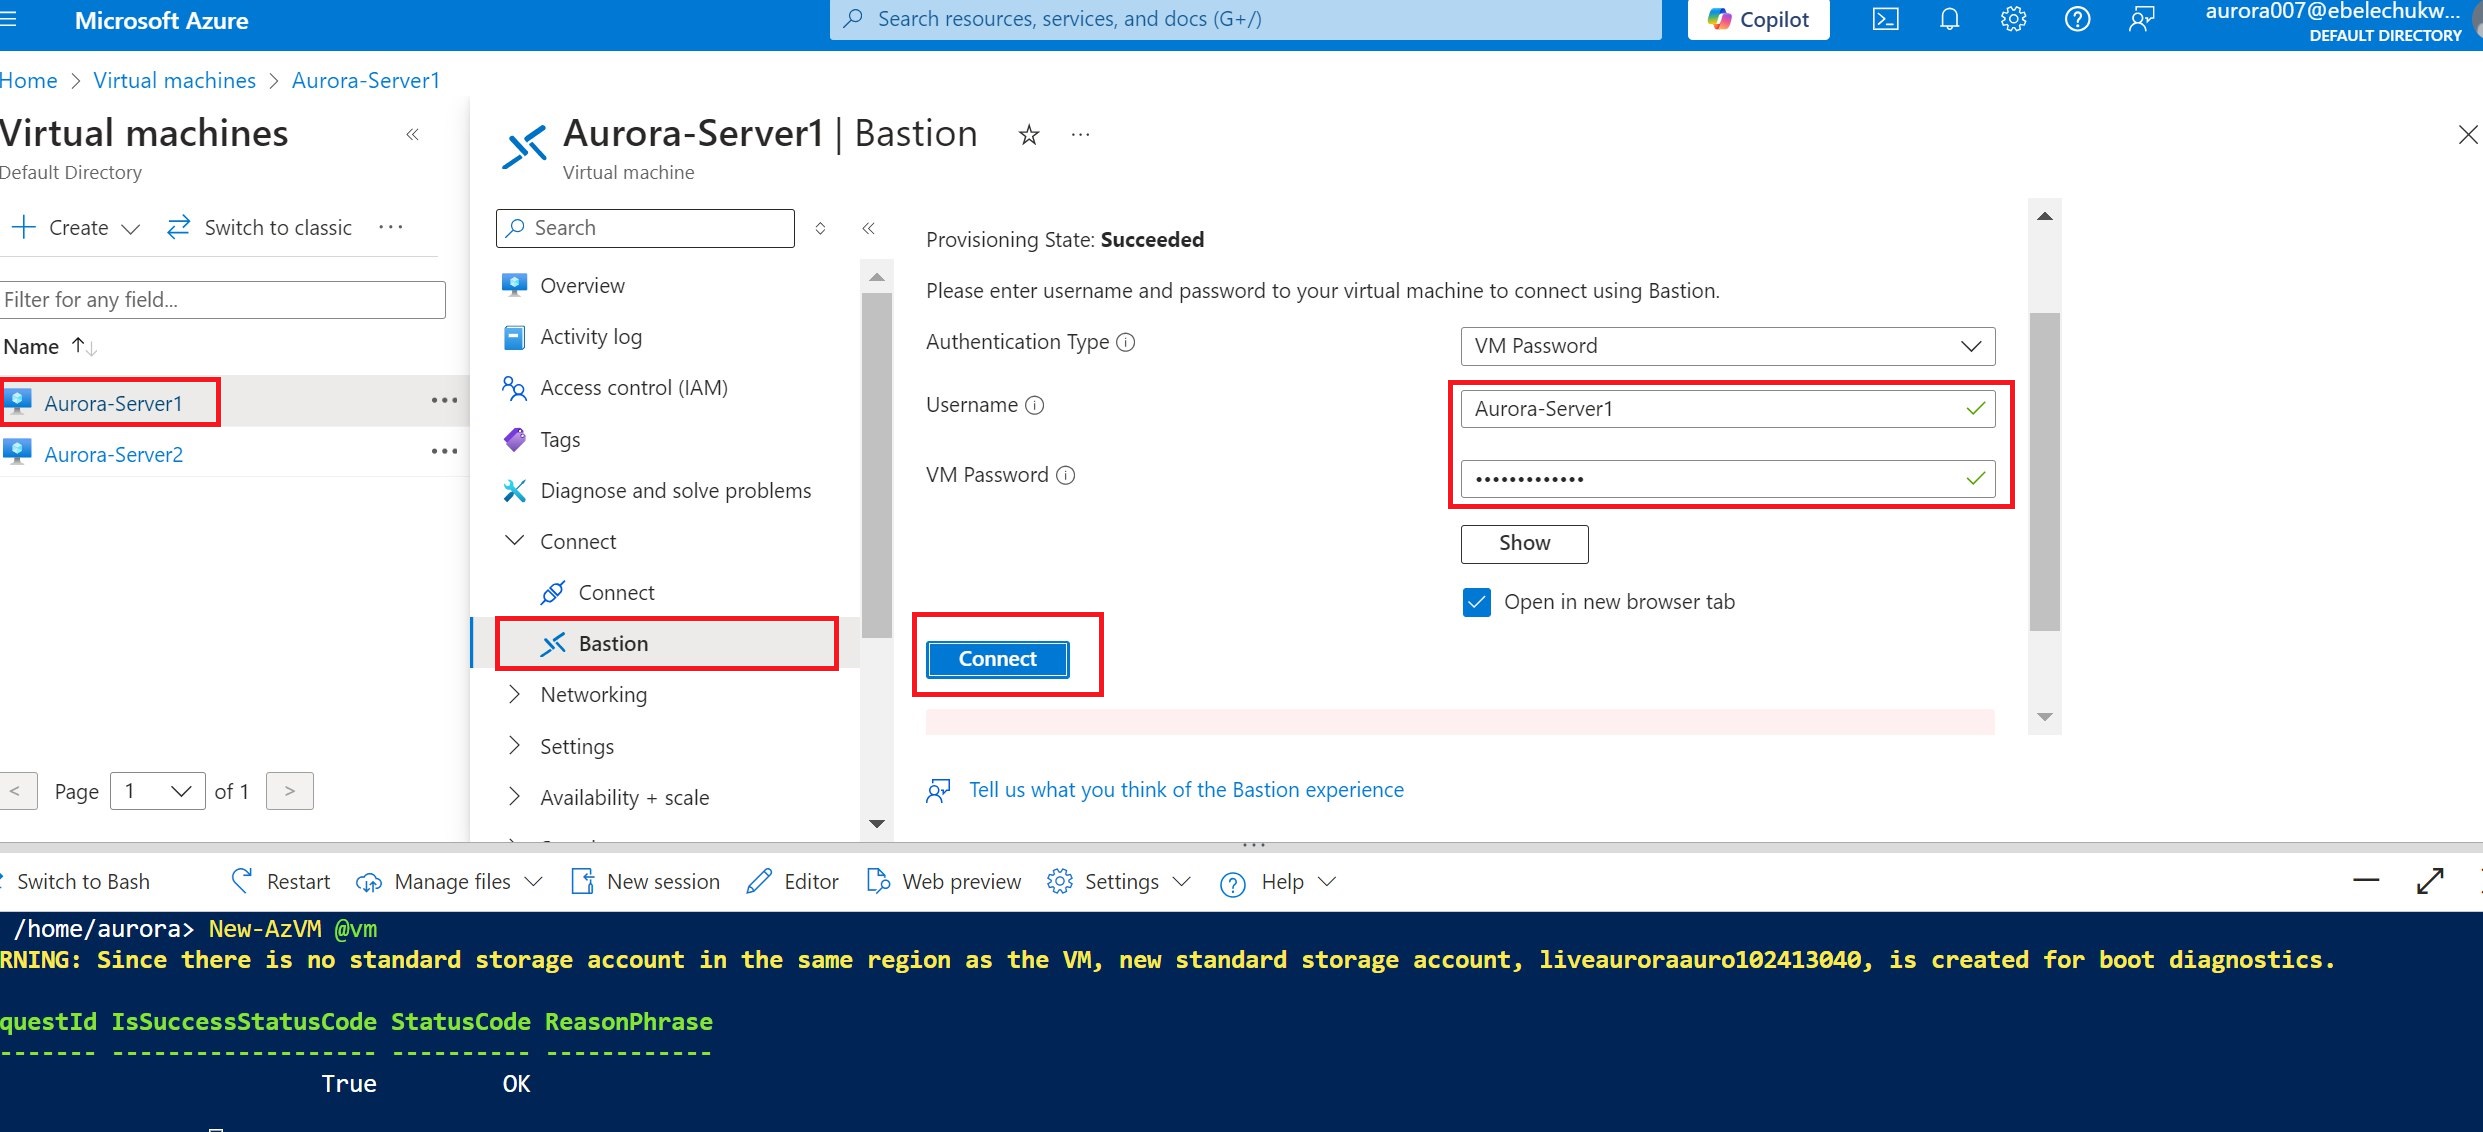 Microsoft Azure
Search resources, services, and docs (G+/)
Copilot
aurora007@ebelechukw...
DEFAULT DIRECTORY
Home > Virtual machines > Aurora-Server1
Virtual machines
Default Directory
Create
Switch to classic
Filter for any field...
Name
Aurora-Server1
Aurora-Server2
< Page 1 of 1 >
Aurora-Server1 | Bastion
Virtual machine
Search
Overview
Activity log
Access control (IAM)
Tags
Diagnose and solve problems
Connect
Connect
Bastion
Networking
Settings
Availability + scale
Provisioning State: Succeeded
Please enter username and password to your virtual machine to connect using Bastion.
Authentication Type
VM Password
Username
Aurora-Server1
VM Password
•••••••••••••
Show
Open in new browser tab
Connect
Tell us what you think of the Bastion experience
Switch to Bash
Restart
Manage files
New session
Editor
Web preview
Settings
Help
/home/aurora> New-AzVM @vm
RNING: Since there is no standard storage account in the same region as the VM, new standard storage account, liveauroraauro102413040, is created for boot diagnostics.
questId IsSuccessStatusCode StatusCode ReasonPhrase
------- ------------------- ---------- ------------
True OK